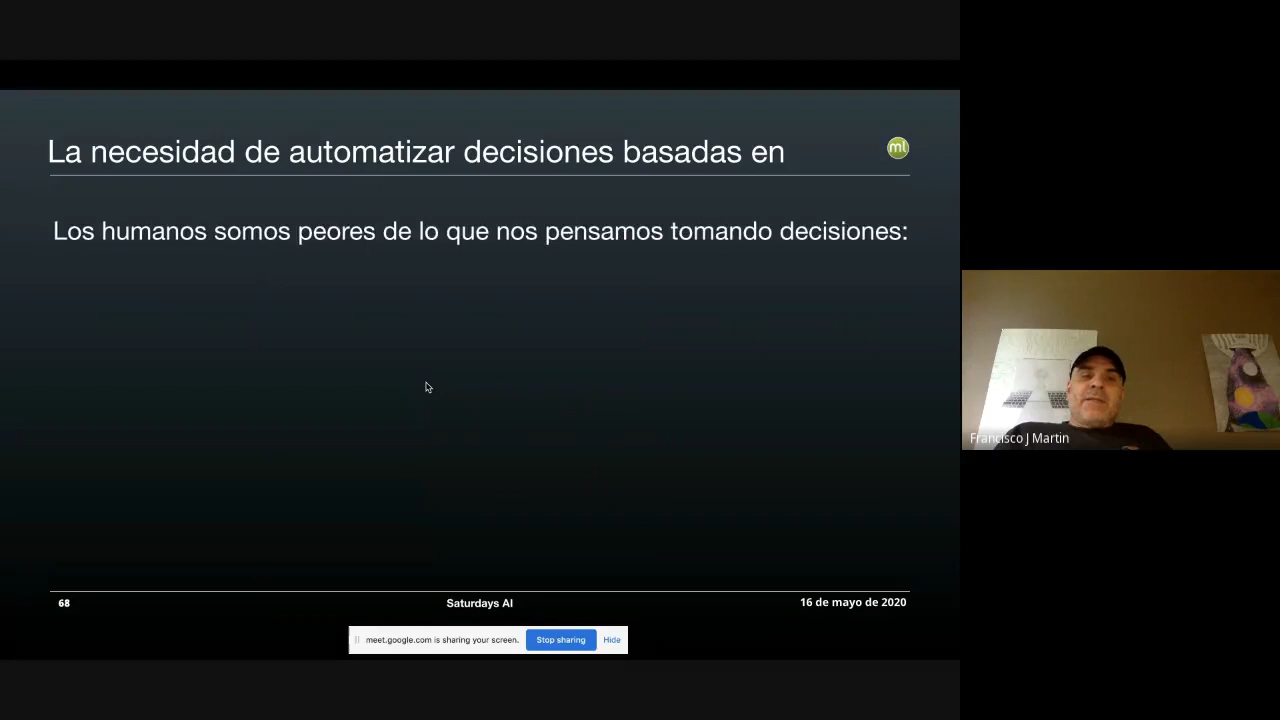 La necesidad de automatizar decisiones basadas en
ml
Los humanos somos peores de lo que nos pensamos tomando decisiones:
Francisco J Martin
68
Saturdays AI
16 de mayo de 2020
meet.google.com is sharing your screen.
Stop sharing
Hide